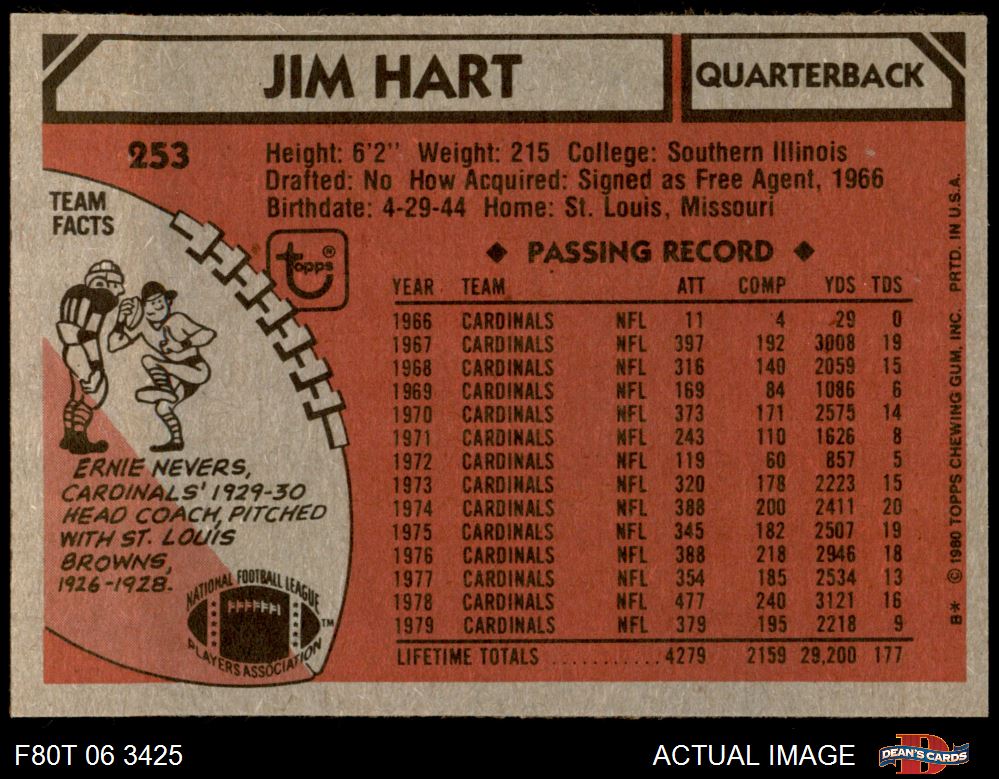 JIM HART
QUARTERBACK
253
Height: 6'2" Weight: 215 College: Southern Illinois
Drafted: No How Acquired: Signed as Free Agent, 1966
Birthdate: 4-29-44 Home: St. Louis, Missouri
TEAM
FACTS
topps®
◆ PASSING RECORD ◆
YEAR TEAM ATT COMP YDS TDS
1966 CARDINALS NFL 11 4 29 0
1967 CARDINALS NFL 397 192 3008 19
1968 CARDINALS NFL 316 140 2059 15
1969 CARDINALS NFL 169 84 1086 6
1970 CARDINALS NFL 373 171 2575 14
1971 CARDINALS NFL 243 110 1626 8
1972 CARDINALS NFL 119 60 857 5
1973 CARDINALS NFL 320 178 2223 15
1974 CARDINALS NFL 388 200 2411 20
1975 CARDINALS NFL 345 182 2507 19
1976 CARDINALS NFL 388 218 2946 18
1977 CARDINALS NFL 354 185 2534 13
1978 CARDINALS NFL 477 240 3121 16
1979 CARDINALS NFL 379 195 2218 9
LIFETIME TOTALS ........... 4279 2159 29,200 177
ERNIE NEVERS,
CARDINALS' 1929-30
HEAD COACH, PITCHED
WITH ST. LOUIS
BROWNS,
1926-1928.
NATIONAL FOOTBALL LEAGUE
PLAYERS ASSOCIATION
TM
B* © 1980 TOPPS CHEWING GUM, INC. PRTD. IN U.S.A.
F80T 06 3425
ACTUAL IMAGE
DEAN'S CARDS